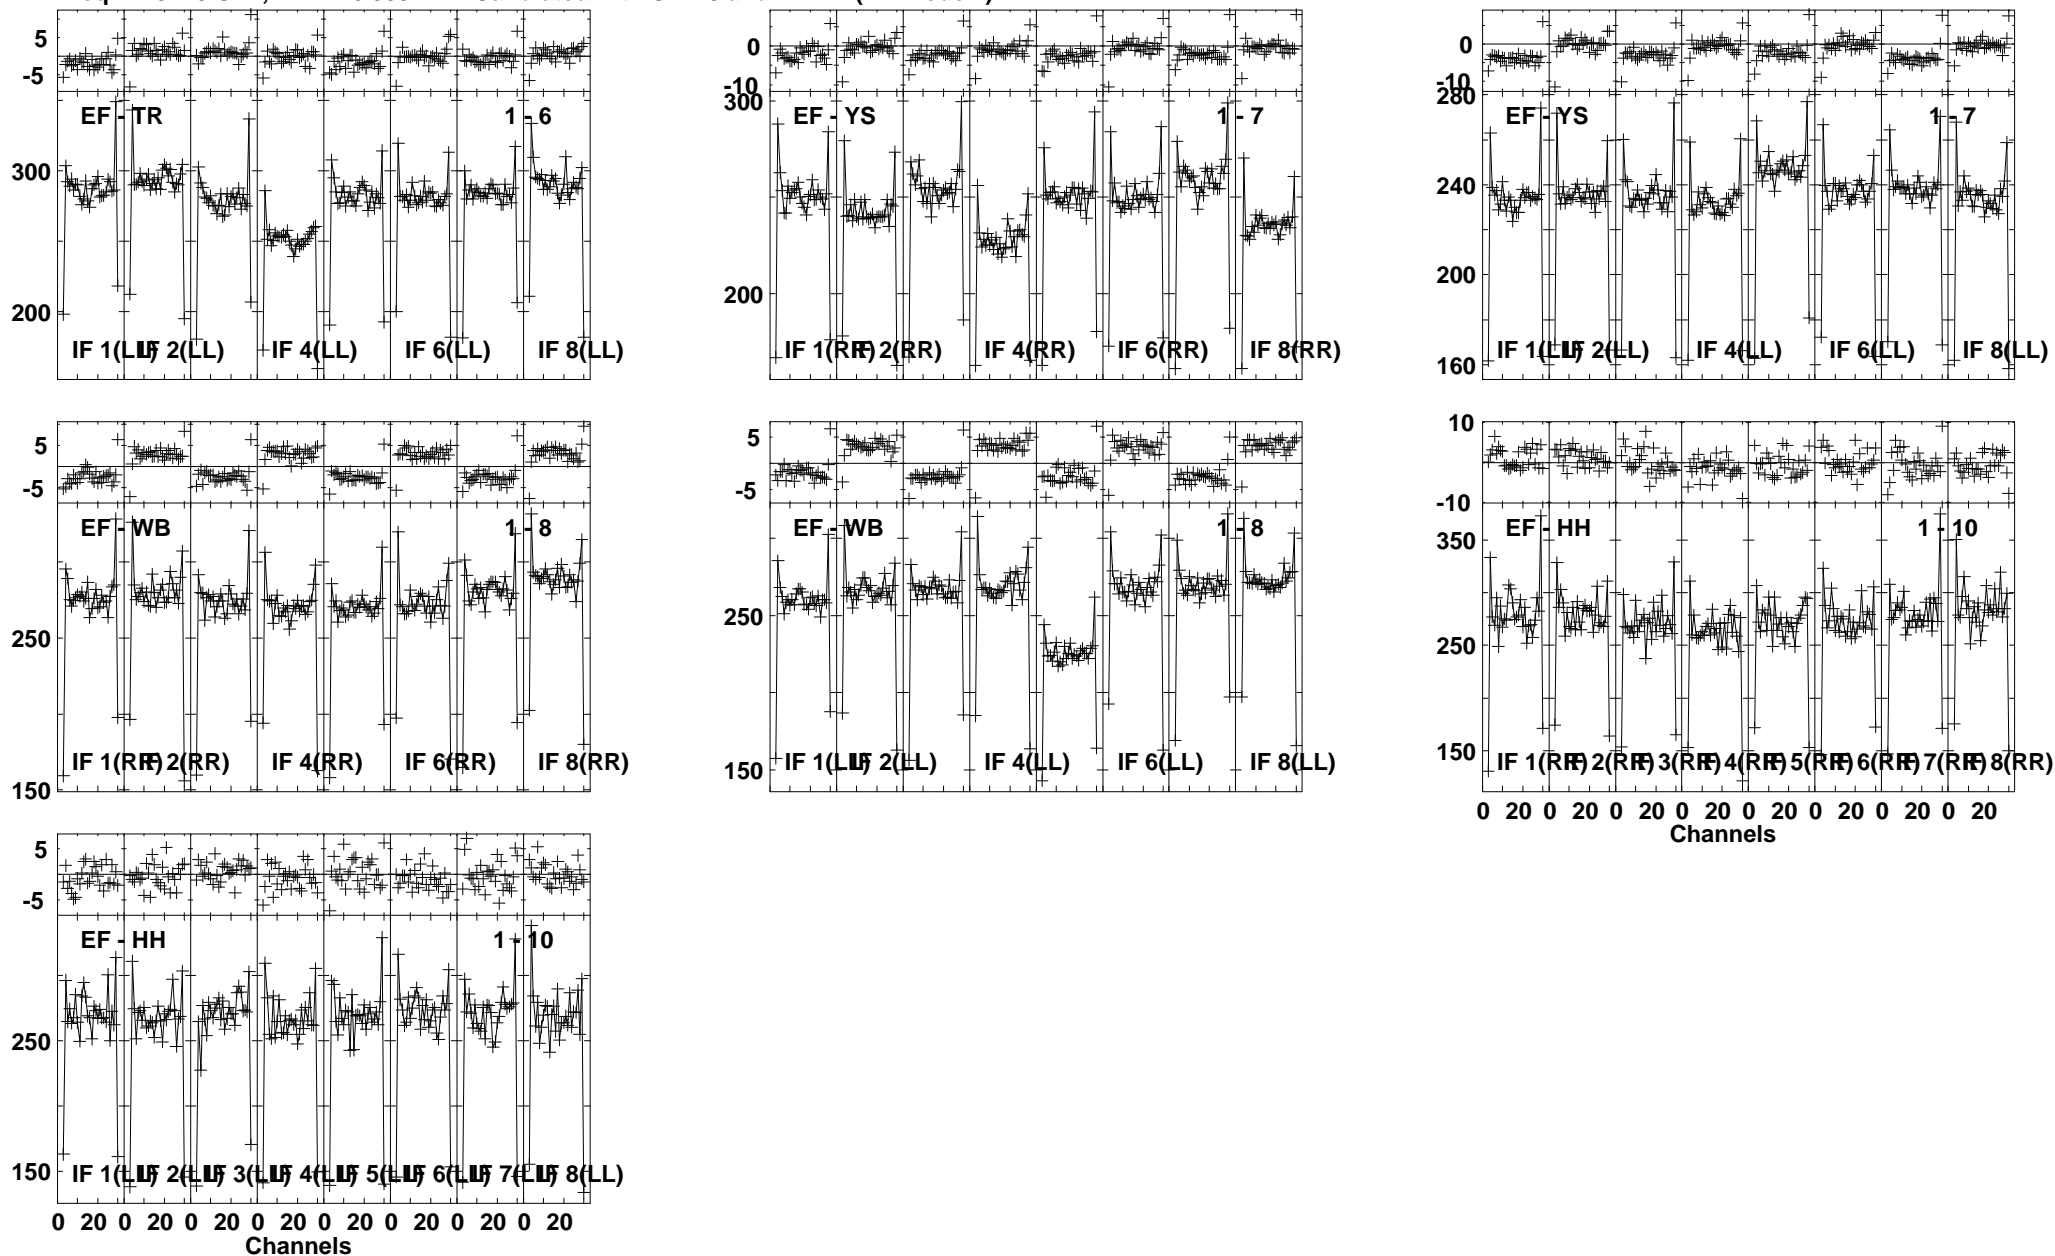 5
-5
EF - TR 1 - 6
300
200
IF 1(LL) IF 2(LL) IF 4(LL) IF 6(LL) IF 8(LL)
0
-10
300
EF - YS 1 - 7
200
IF 1(RR) IF 2(RR) IF 4(RR) IF 6(RR) IF 8(RR)
0
-10
280
EF - YS 1 - 7
240
200
160
IF 1(LL) IF 2(LL) IF 4(LL) IF 6(LL) IF 8(LL)
5
-5
EF - WB 1 - 8
250
150
IF 1(RR) IF 2(RR) IF 4(RR) IF 6(RR) IF 8(RR)
5
-5
EF - WB 1 - 8
250
150
IF 1(LL) IF 2(LL) IF 4(LL) IF 6(LL) IF 8(LL)
10
-10
EF - HH 1 - 10
350
250
150
IF 1(RR) IF 2(RR) IF 3(RR) IF 4(RR) IF 5(RR) IF 6(RR) IF 7(RR) IF 8(RR)
0 20 0 20 0 20 0 20 0 20 0 20 0 20 0 20
Channels
5
-5
EF - HH 1 - 10
250
150
IF 1(LL) IF 2(LL) IF 3(LL) IF 4(LL) IF 5(LL) IF 6(LL) IF 7(LL) IF 8(LL)
0 20 0 20 0 20 0 20 0 20 0 20 0 20 0 20
Channels